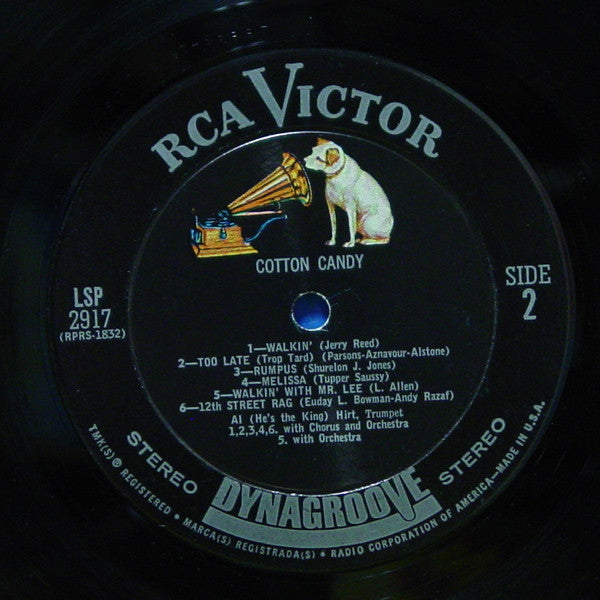 RCA VICTOR
COTTON CANDY
LSP
2917
(RPRS-1832)
SIDE
2
1—WALKIN' (Jerry Reed)
2—TOO LATE (Trop Tard) (Parsons-Aznavour-Alstone)
3—RUMPUS (Shurelon J. Jones)
4—MELISSA (Tupper Saussy)
5—WALKIN' WITH MR. LEE (L. Allen)
6—12th STREET RAG (Euday L. Bowman-Andy Razaf)
Al (He's the King) Hirt, Trumpet
1,2,3,4,6. with Chorus and Orchestra
5. with Orchestra
STEREO
DYNAGROOVE
STEREO
TMK(S) ® REGISTERED • MARCA(S) REGISTRADA(S) • RADIO CORPORATION OF AMERICA—MADE IN U.S.A.